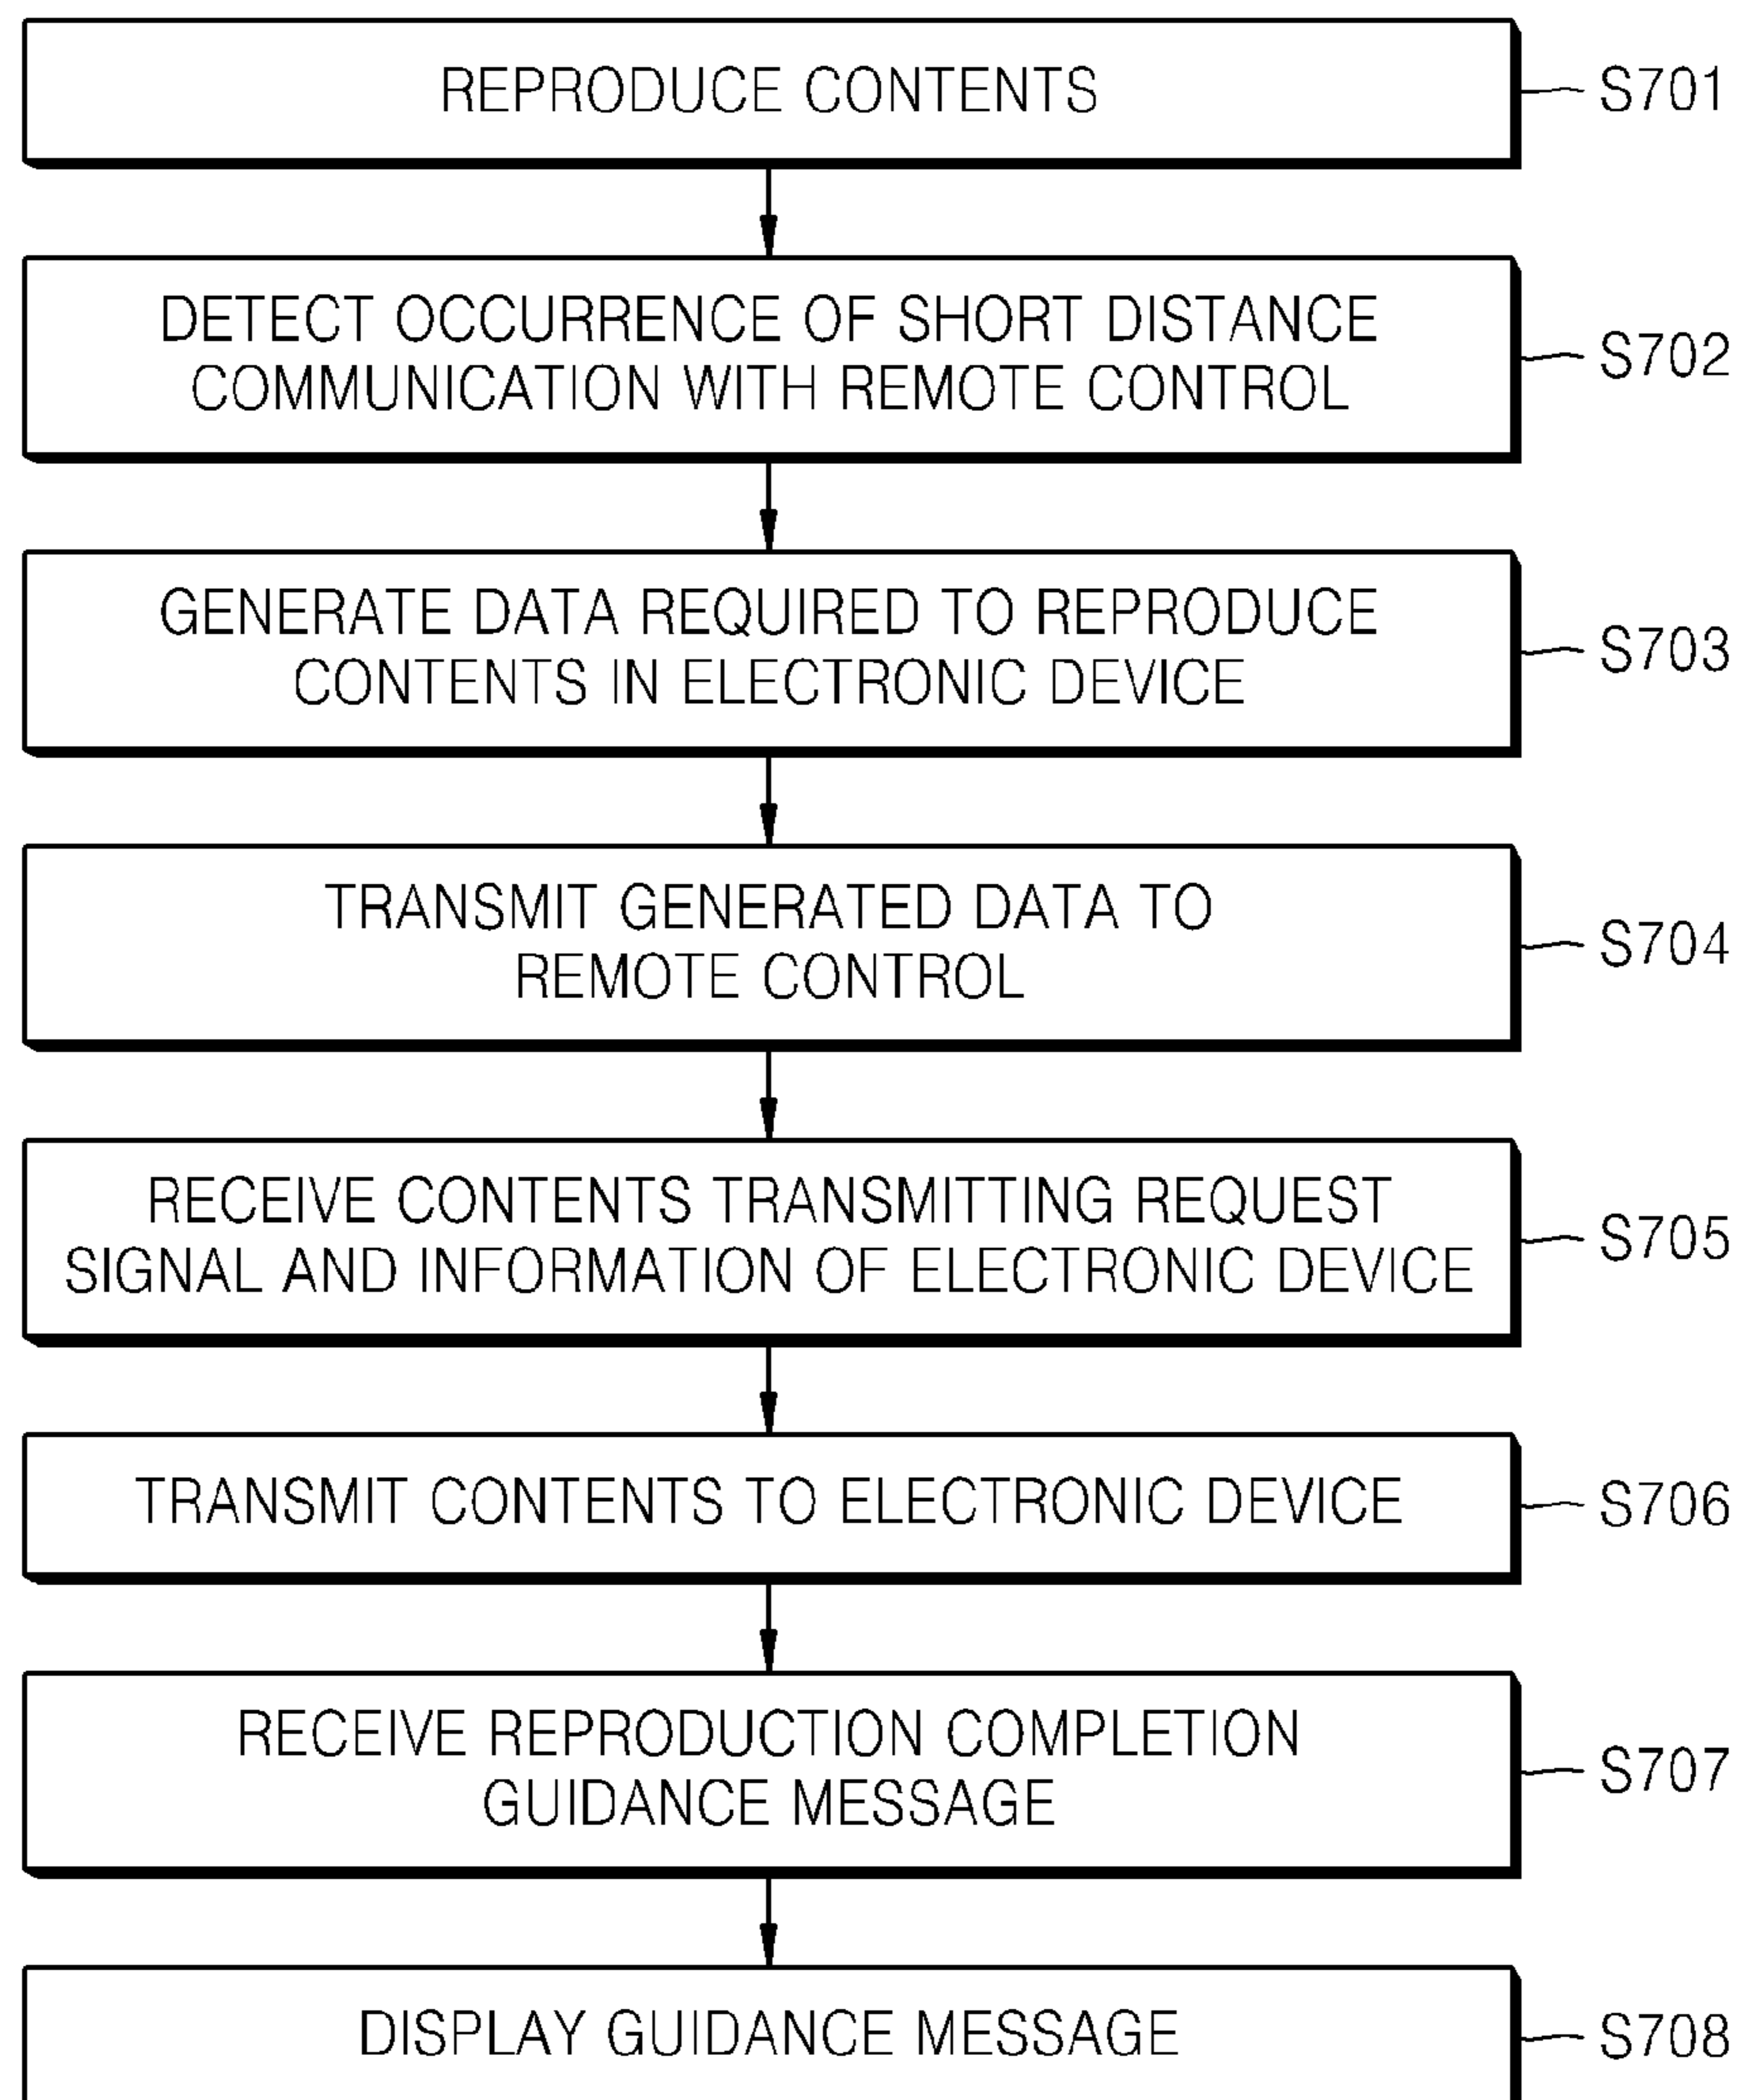 REPRODUCE CONTENTS
S701
DETECT OCCURRENCE OF SHORT DISTANCE
COMMUNICATION WITH REMOTE CONTROL
S702
GENERATE DATA REQUIRED TO REPRODUCE
CONTENTS IN ELECTRONIC DEVICE
S703
TRANSMIT GENERATED DATA TO
REMOTE CONTROL
S704
RECEIVE CONTENTS TRANSMITTING REQUEST
SIGNAL AND INFORMATION OF ELECTRONIC DEVICE
S705
TRANSMIT CONTENTS TO ELECTRONIC DEVICE
S706
RECEIVE REPRODUCTION COMPLETION
GUIDANCE MESSAGE
S707
DISPLAY GUIDANCE MESSAGE
S708